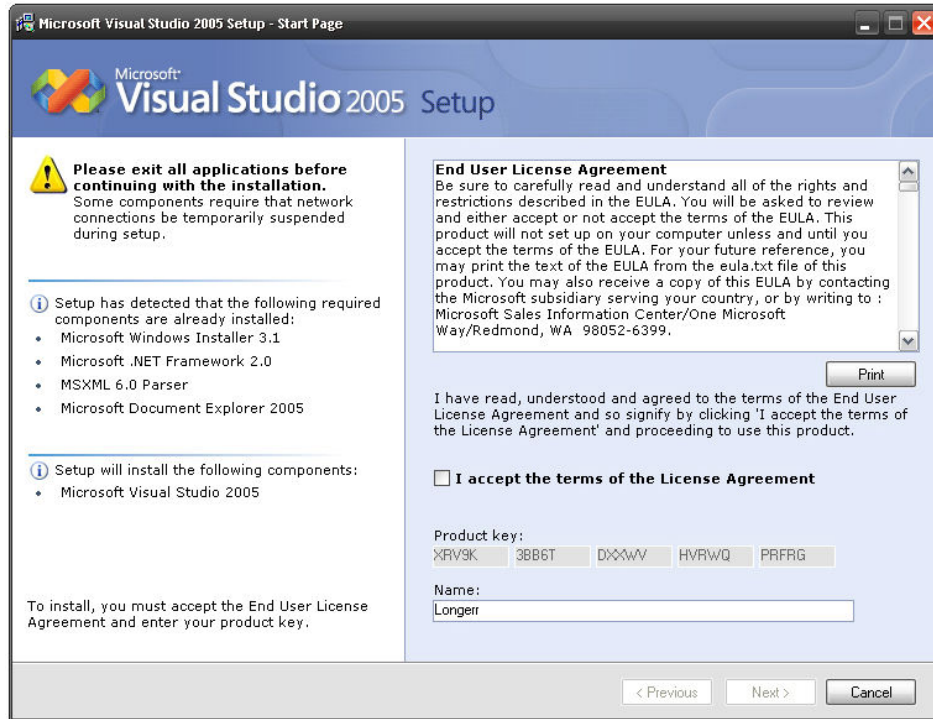 Microsoft Visual Studio 2005 Setup - Start Page
Microsoft
Visual Studio 2005 Setup
Please exit all applications before
continuing with the installation.
Some components require that network
connections be temporarily suspended
during setup.
Setup has detected that the following required
components are already installed:
Microsoft Windows Installer 3.1
Microsoft .NET Framework 2.0
MSXML 6.0 Parser
Microsoft Document Explorer 2005
Setup will install the following components:
Microsoft Visual Studio 2005
To install, you must accept the End User License
Agreement and enter your product key.
End User License Agreement
Be sure to carefully read and understand all of the rights and
restrictions described in the EULA. You will be asked to review
and either accept or not accept the terms of the EULA. This
product will not set up on your computer unless and until you
accept the terms of the EULA. For your future reference, you
may print the text of the EULA from the eula.txt file of this
product. You may also receive a copy of this EULA by contacting
the Microsoft subsidiary serving your country, or by writing to :
Microsoft Sales Information Center/One Microsoft
Way/Redmond, WA  98052-6399.
Print
I have read, understood and agreed to the terms of the End User
License Agreement and so signify by clicking 'I accept the terms of
the License Agreement' and proceeding to use this product.
I accept the terms of the License Agreement
Product key:
XRV9K 3BB6T DXXWV HVRWQ PRFRG
Name:
Longerr
< Previous Next > Cancel